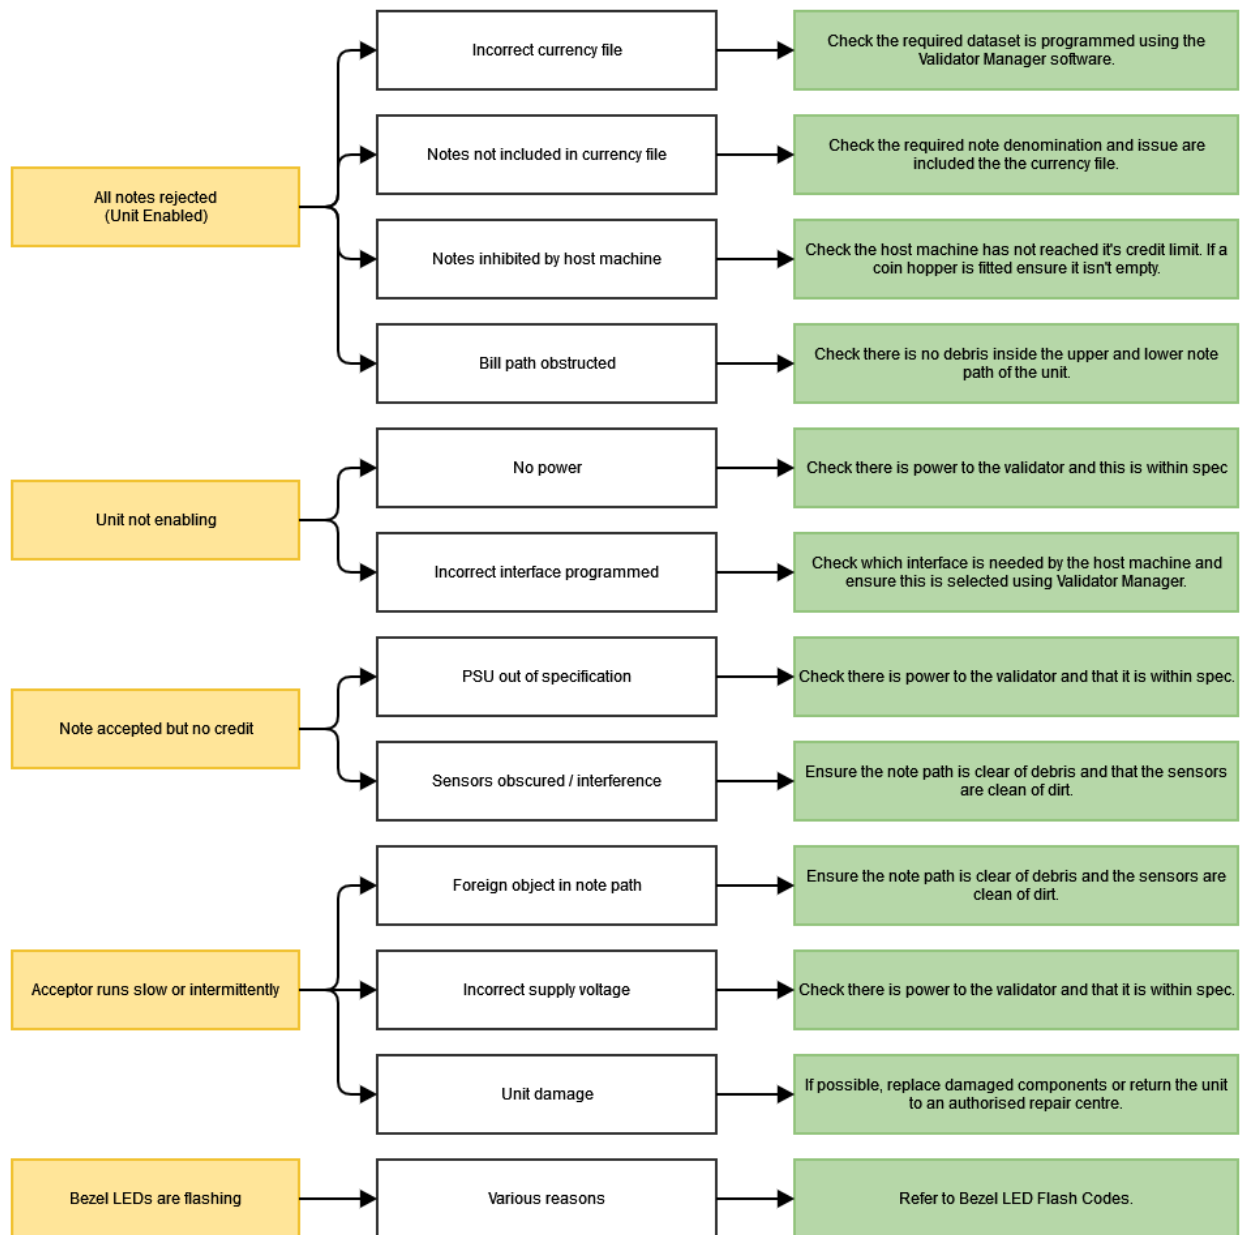 Incorrect currency file
Check the required dataset is programmed using the
Validator Manager software.
All notes rejected
(Unit Enabled)
Notes not included in currency file
Check the required note denomination and issue are
included the the currency file.
Notes inhibited by host machine
Check the host machine has not reached it's credit limit. If a
coin hopper is fitted ensure it isn't empty.
Bill path obstructed
Check there is no debris inside the upper and lower note
path of the unit.
Unit not enabling
No power
Check there is power to the validator and this is within spec
Incorrect interface programmed
Check which interface is needed by the host machine and
ensure this is selected using Validator Manager.
Note accepted but no credit
PSU out of specification
Check there is power to the validator and that it is within spec.
Sensors obscured / interference
Ensure the note path is clear of debris and that the sensors
are clean of dirt.
Acceptor runs slow or intermittently
Foreign object in note path
Ensure the note path is clear of debris and the sensors are
clean of dirt.
Incorrect supply voltage
Check there is power to the validator and that it is within spec.
Unit damage
If possible, replace damaged components or return the unit
to an authorised repair centre.
Bezel LEDs are flashing
Various reasons
Refer to Bezel LED Flash Codes.